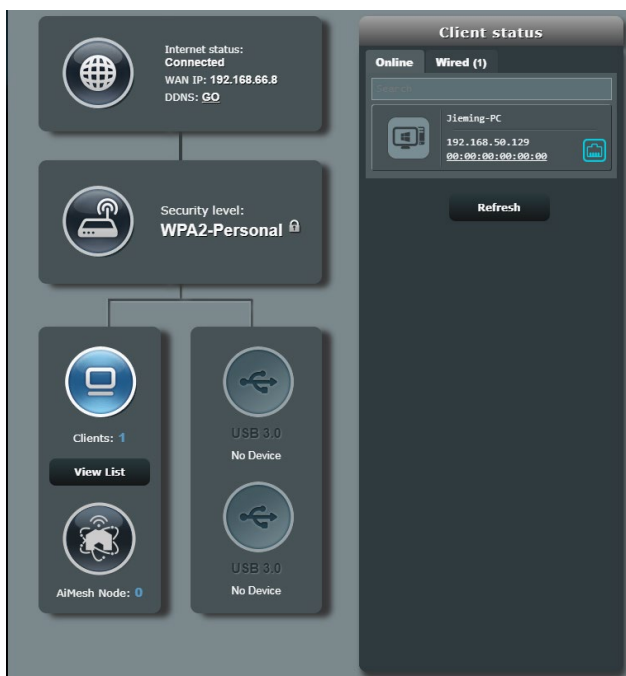 Internet status:
Connected
WAN IP: 192.168.66.8
DDNS: GO
Security level:
WPA2-Personal
Clients: 1
View List
AiMesh Node: 0
USB 3.0
No Device
USB 3.0
No Device
Client status
Online
Wired (1)
Search
Jieming-PC
192.168.50.129
00:00:00:00:00:00
Refresh